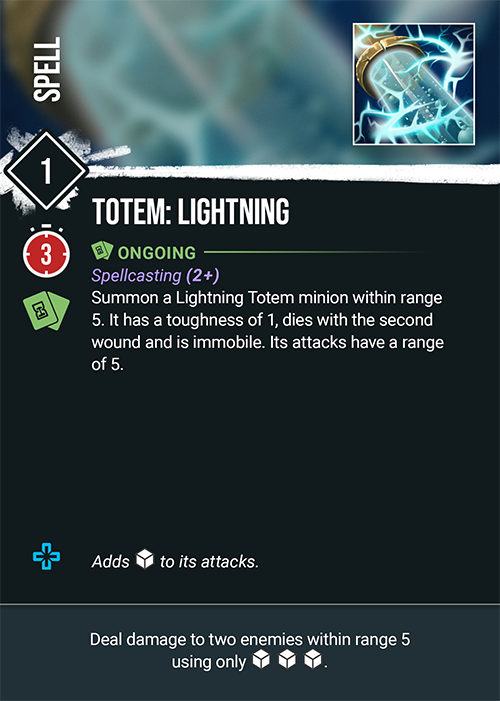 SPELL
1
TOTEM: LIGHTNING
3
ONGOING
Spellcasting (2+)
Summon a Lightning Totem minion within range
5. It has a toughness of 1, dies with the second
wound and is immobile. Its attacks have a range
of 5.
Adds to its attacks.
Deal damage to two enemies within range 5
using only .